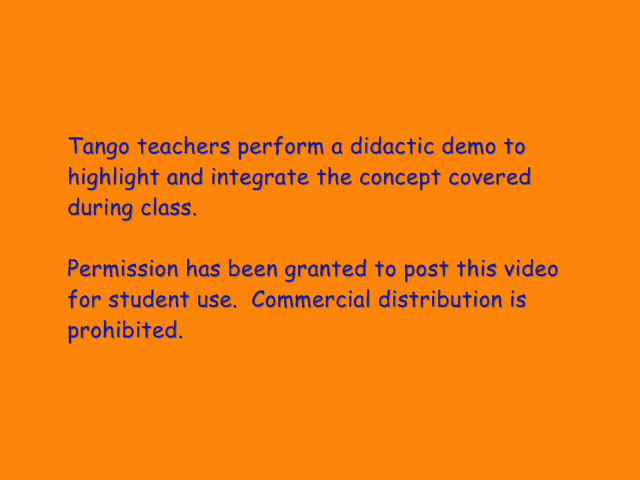 Tango teachers perform a didactic demo to
highlight and integrate the concept covered
during class.
Permission has been granted to post this video
for student use.  Commercial distribution is
prohibited.